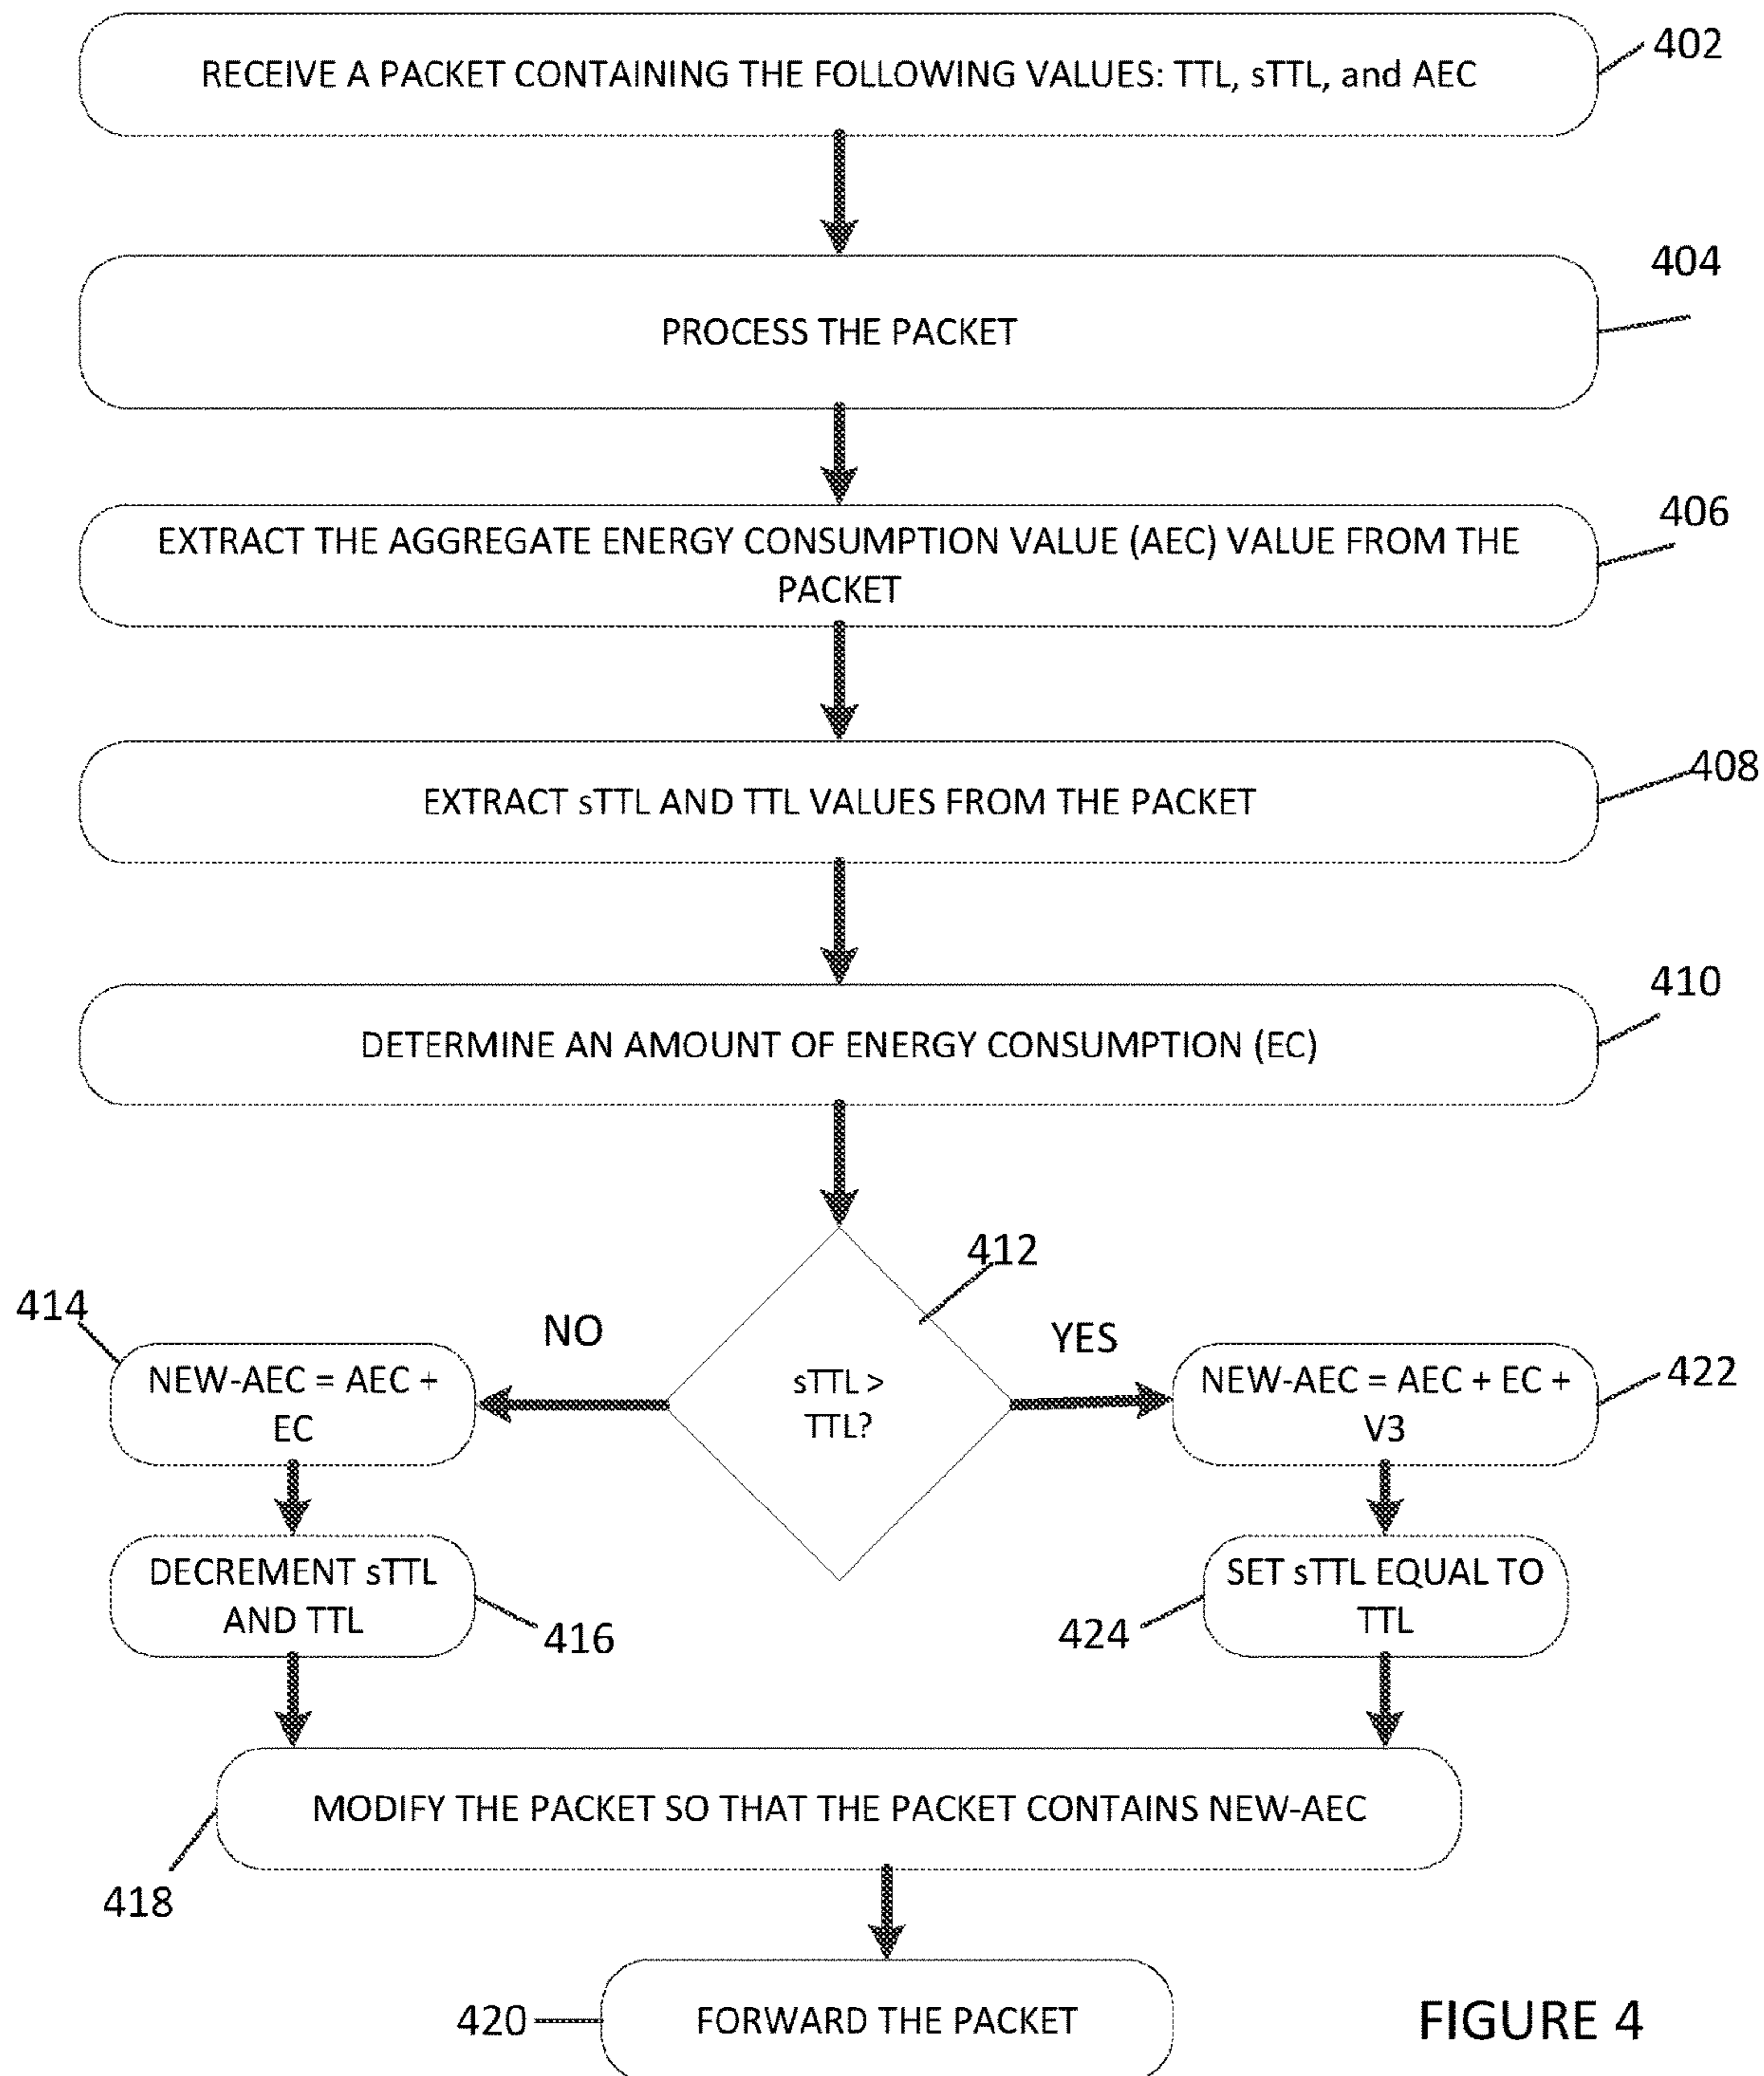 RECEIVE A PACKET CONTAINING THE FOLLOWING VALUES: TTL, sTTL, and AEC
402
404
PROCESS THE PACKET
406
EXTRACT THE AGGREGATE ENERGY CONSUMPTION VALUE (AEC) VALUE FROM THE
PACKET
408
EXTRACT sTTL AND TTL VALUES FROM THE PACKET
410
DETERMINE AN AMOUNT OF ENERGY CONSUMPTION (EC)
412
sTTL >
TTL?
NO
YES
414
NEW-AEC = AEC +
EC
NEW-AEC = AEC + EC +
V3
422
DECREMENT sTTL
AND TTL
416
SET sTTL EQUAL TO
TTL
424
MODIFY THE PACKET SO THAT THE PACKET CONTAINS NEW-AEC
418
FORWARD THE PACKET
420
FIGURE 4